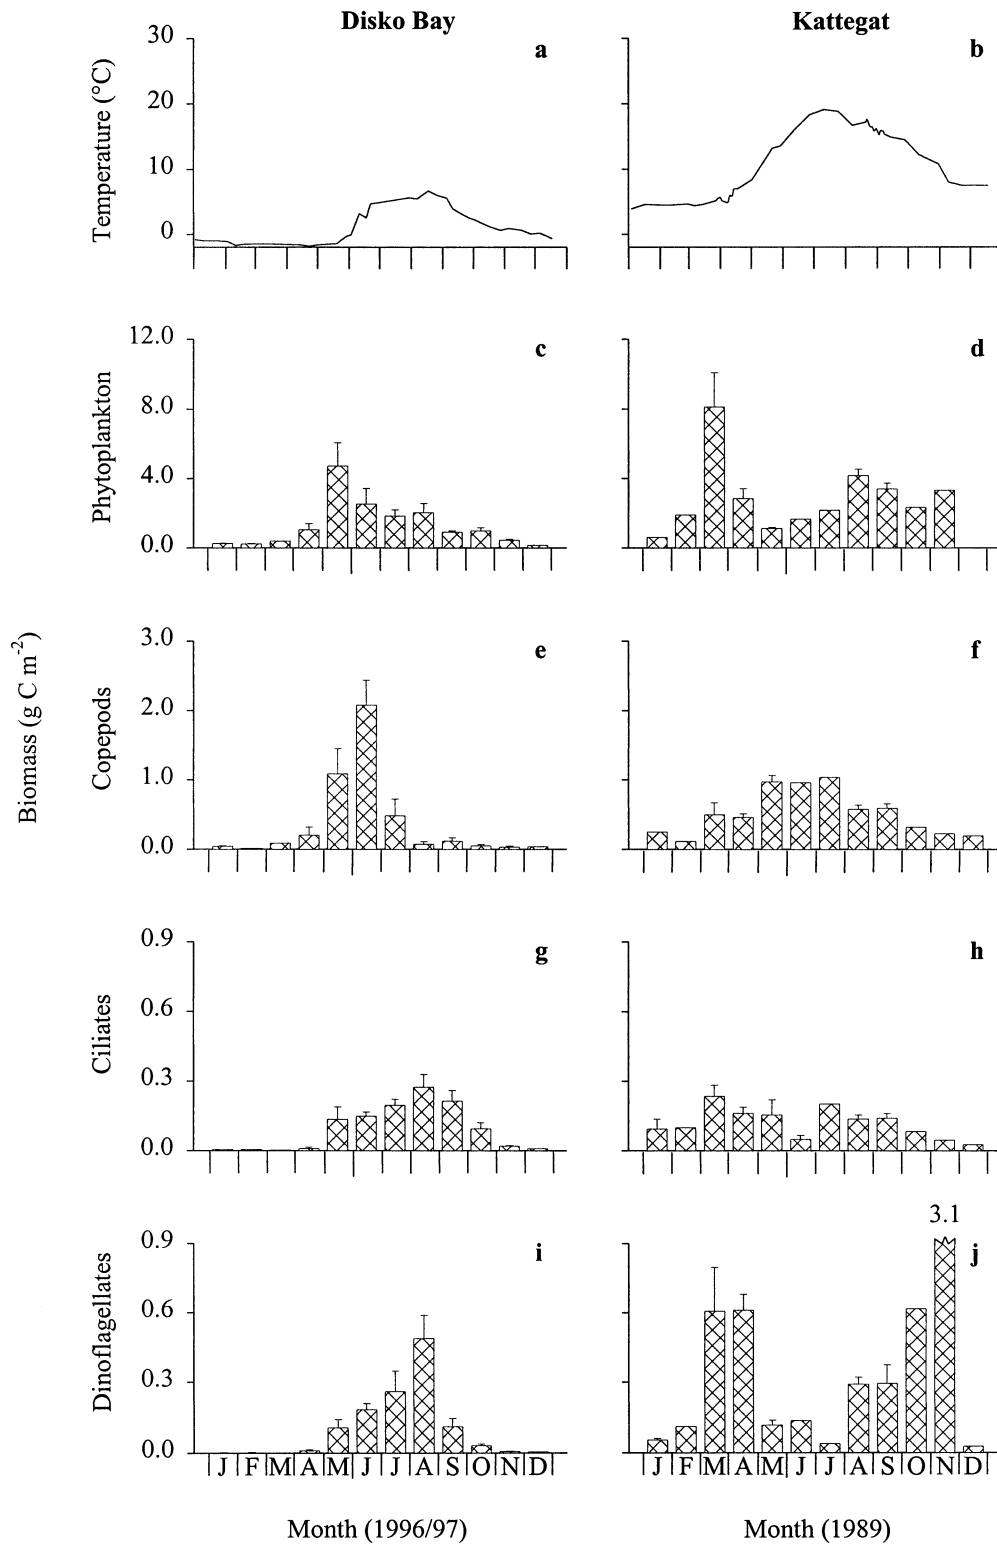 Disko Bay
Kattegat
Temperature (°C)
30
20
10
0
a
b
Biomass (g C m-2)
Phytoplankton
12.0
8.0
4.0
0.0
c
d
Copepods
3.0
2.0
1.0
0.0
e
f
Ciliates
0.9
0.6
0.3
0.0
g
h
Dinoflagellates
0.9
0.6
0.3
0.0
i
3.1
j
J F M A M J J A S O N D
J F M A M J J A S O N D
Month (1996/97)
Month (1989)